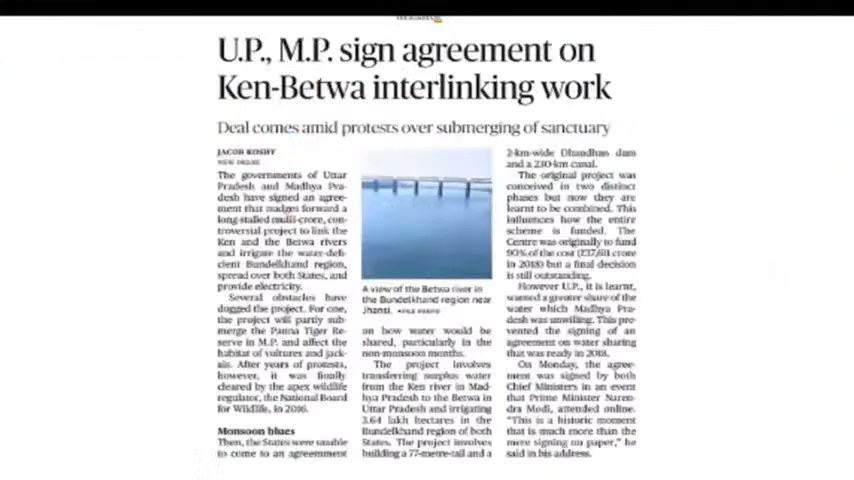 U.P., M.P. sign agreement on
Ken-Betwa interlinking work
Deal comes amid protests over submerging of sanctuary
JACOB KOSHY
NEW DELHI
The governments of Uttar
Pradesh and Madhya Pra-
desh have signed an agree-
ment that nudges forward a
long-stalled multi-crore, con-
troversial project to link the
Ken and the Betwa rivers
and irrigate the water-defi-
cient Bundelkhand region,
spread over both States, and
provide electricity.
Several obstacles have
dogged the project. For one,
the project will partly sub-
merge the Panna Tiger Re-
serve in M.P. and affect the
habitat of vultures and jack-
als. After years of protests,
however, it was finally
cleared by the apex wildlife
regulator, the National Board
for Wildlife, in 2016.
Monsoon blues
Then, the States were unable
to come to an agreement
A view of the Betwa river in
the Bundelkhand region near
Jhansi. FILE PHOTO
on how water would be
shared, particularly in the
non-monsoon months.
The project involves
transferring surplus water
from the Ken river in Mad-
hya Pradesh to the Betwa in
Uttar Pradesh and irrigating
3.64 lakh hectares in the
Bundelkhand region of both
States. The project involves
building a 77-metre-tall and a
2-km-wide Dhaudhan dam
and a 230-km canal.
The original project was
conceived in two distinct
phases but now they are
learnt to be combined. This
influences how the entire
scheme is funded. The
Centre was originally to fund
90% of the cost (crore
in 2018) but a final decision
is still outstanding.
However U.P., it is learnt,
wanted a greater share of the
water which Madhya Pra-
desh was unwilling. This pre-
vented the signing of an
agreement on water sharing
that was ready in 2018.
On Monday, the agree-
ment was signed by both
Chief Ministers in an event
that Prime Minister Naren-
dra Modi, attended online.
"This is a historic moment
that is much more than the
mere signing on paper," he
said in his address.